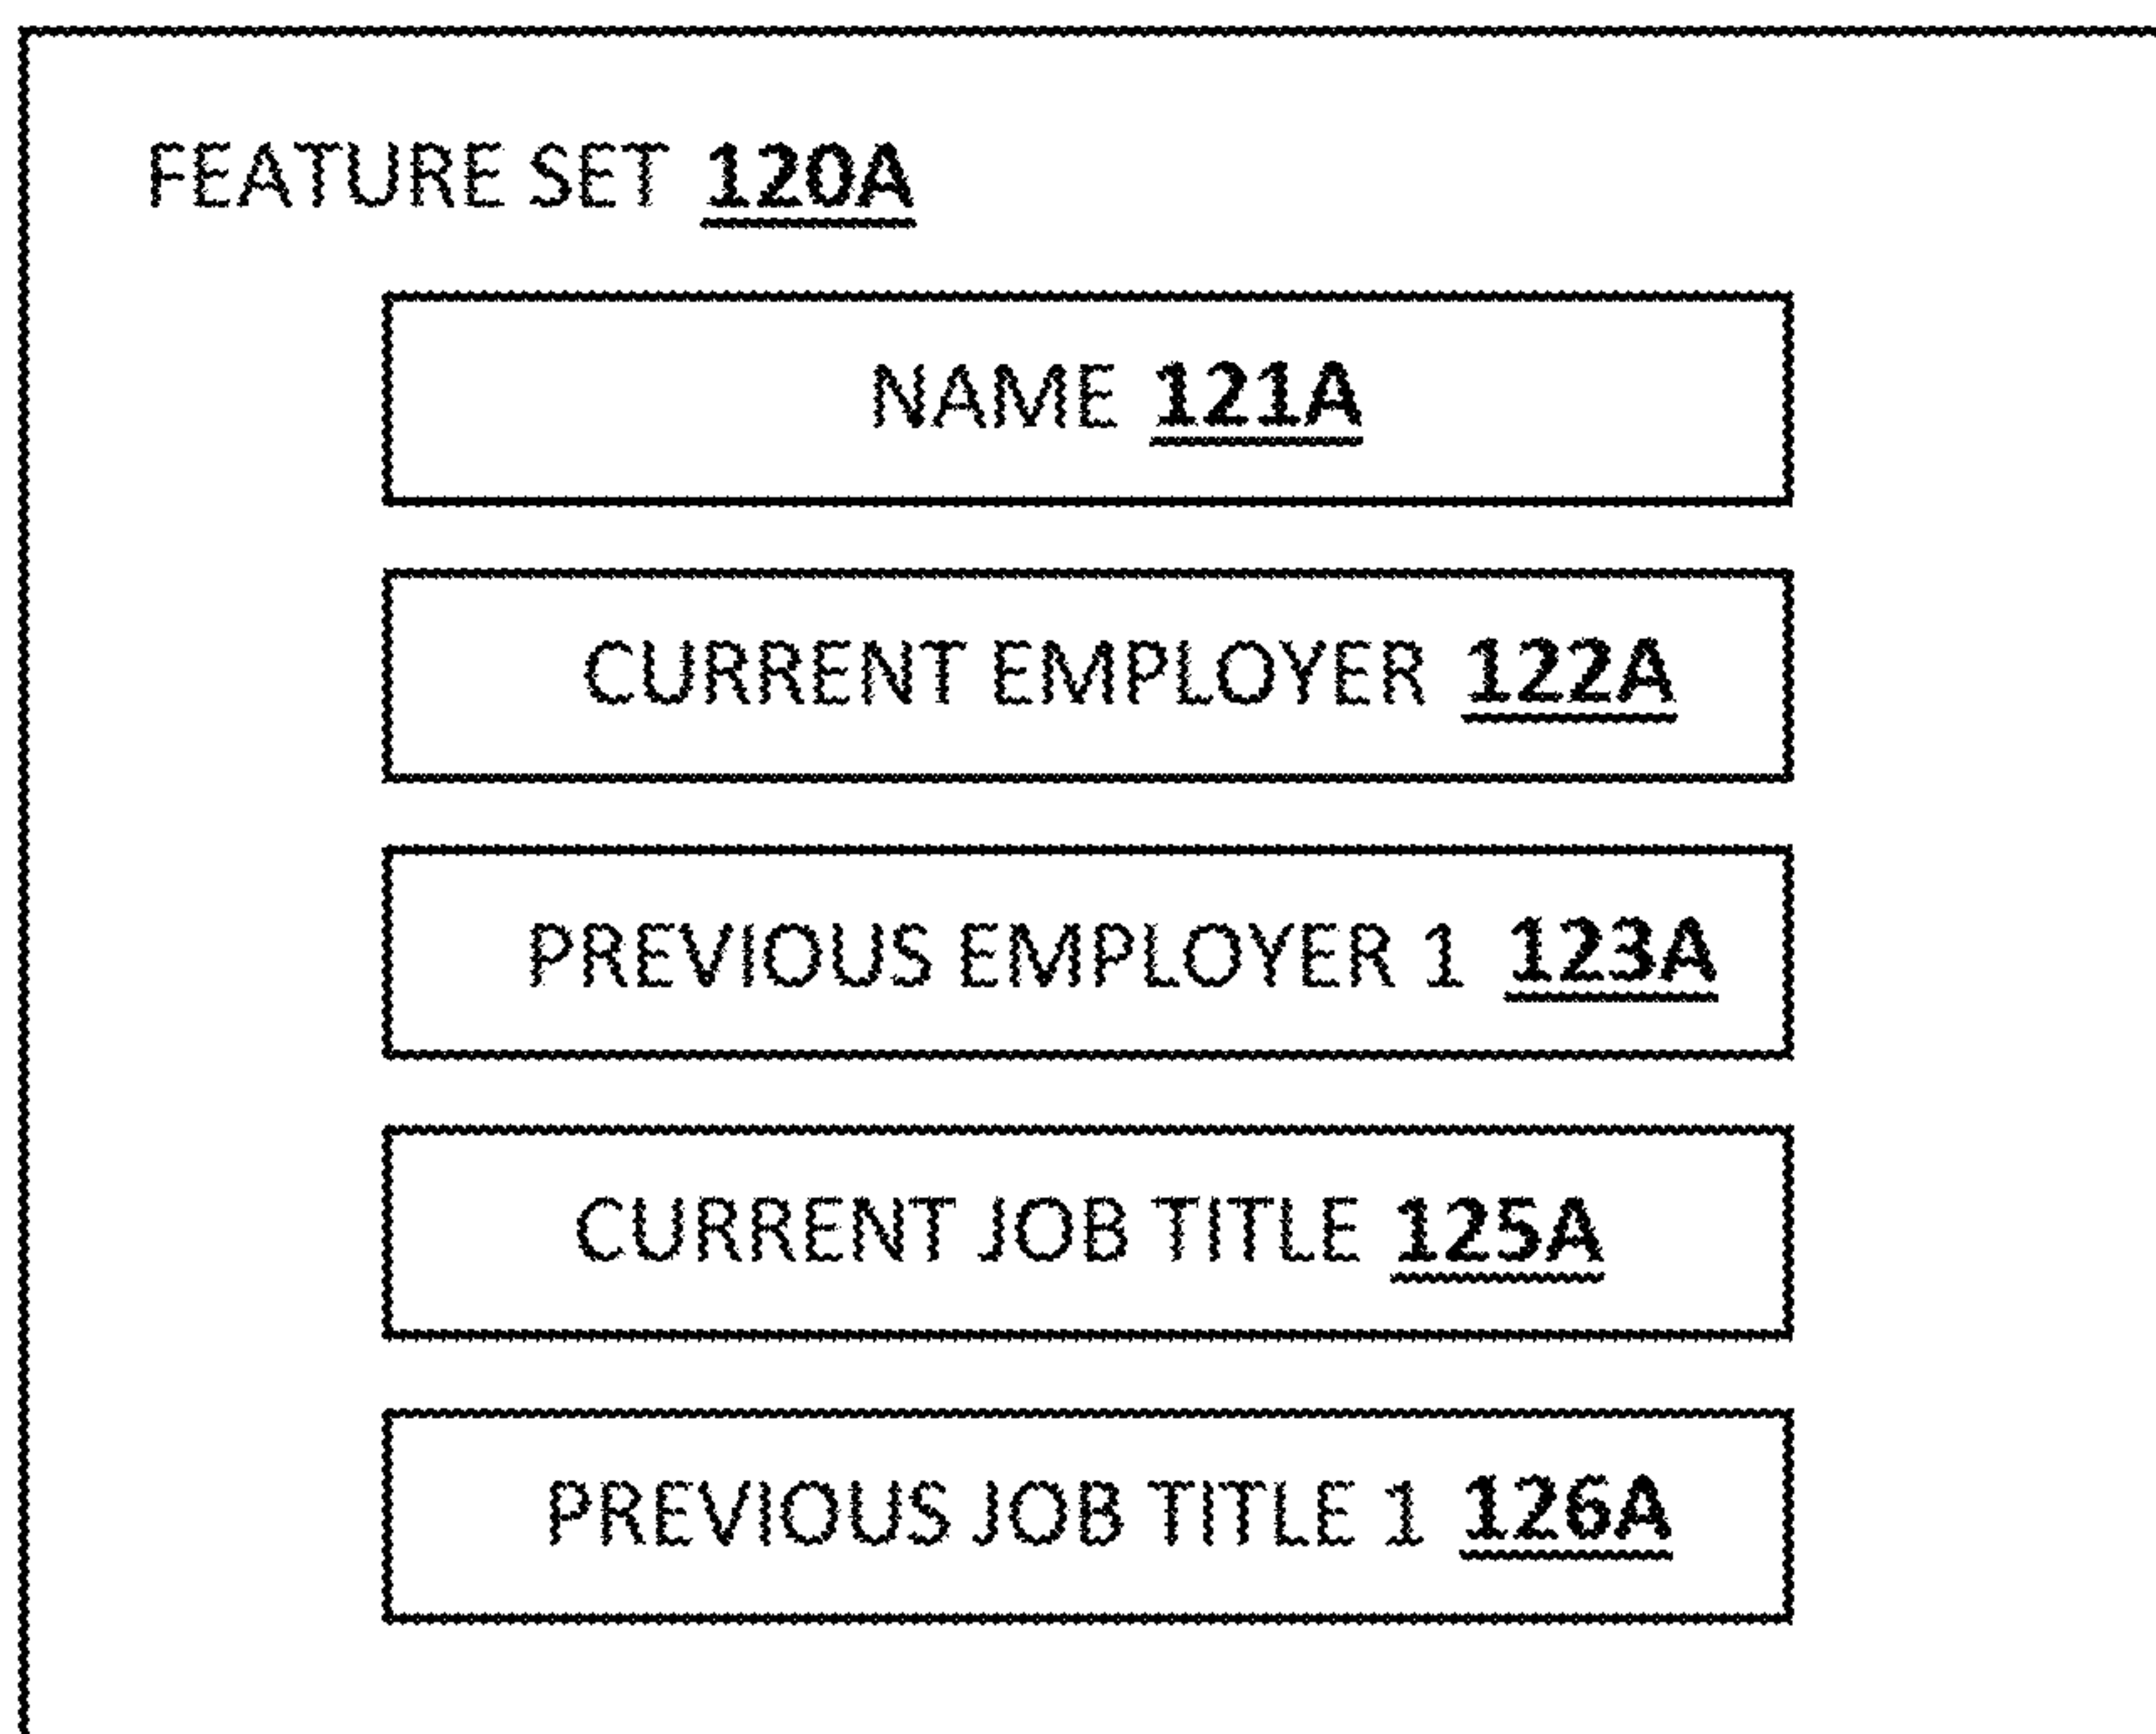 FEATURE SET 120A
NAME 121A
CURRENT EMPLOYER 122A
PREVIOUS EMPLOYER 1 123A
CURRENT JOB TITLE 125A
PREVIOUS JOB TITLE 1 126A